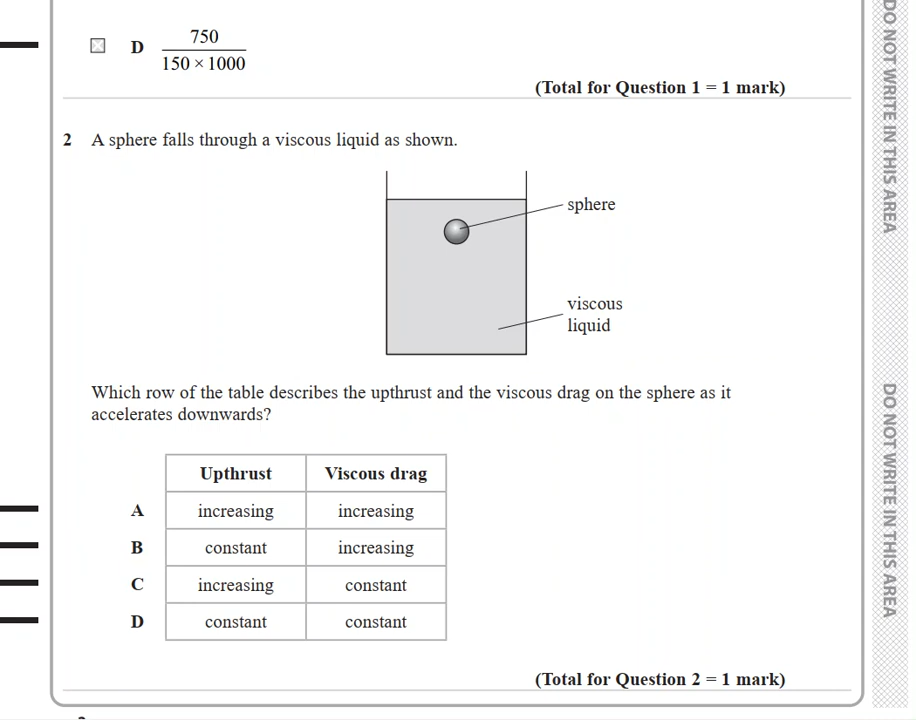 D 750
150 × 1000
(Total for Question 1 = 1 mark)
2 A sphere falls through a viscous liquid as shown.
sphere
viscous
liquid
Which row of the table describes the upthrust and the viscous drag on the sphere as it
accelerates downwards?
Upthrust Viscous drag
A increasing increasing
B constant increasing
C increasing constant
D constant constant
(Total for Question 2 = 1 mark)
DO NOT WRITE IN THIS AREA
DO NOT WRITE IN THIS AREA